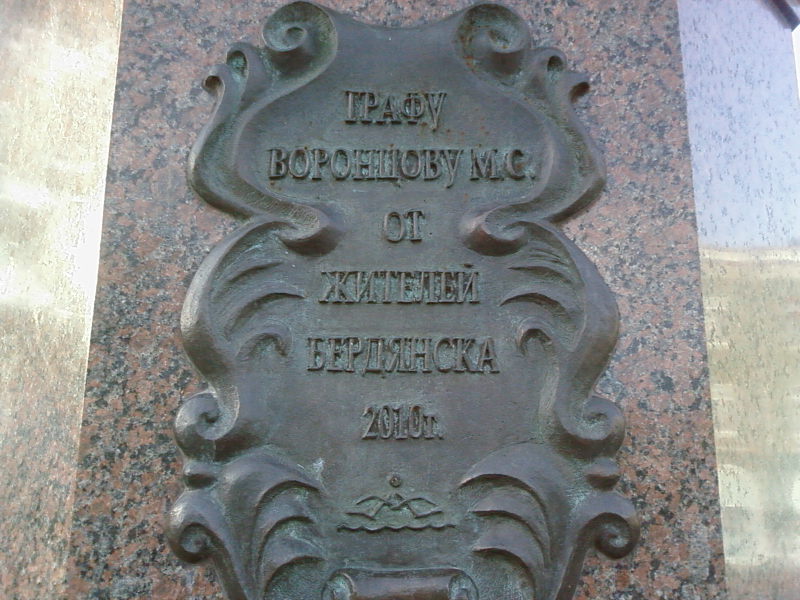 ГРАФУ
ВОРОНЦОВУ М.С.
ОТ
ЖИТЕЛЕЙ
БЕРДЯНСКА
2010г.